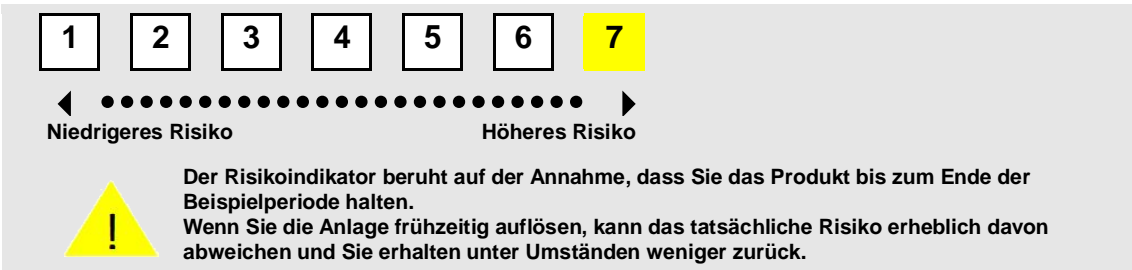 1 2 3 4 5 6 7
Niedrigeres Risiko Höheres Risiko
Der Risikoindikator beruht auf der Annahme, dass Sie das Produkt bis zum Ende der
Beispielperiode halten.
! Wenn Sie die Anlage frühzeitig auflösen, kann das tatsächliche Risiko erheblich davon
abweichen und Sie erhalten unter Umständen weniger zurück.